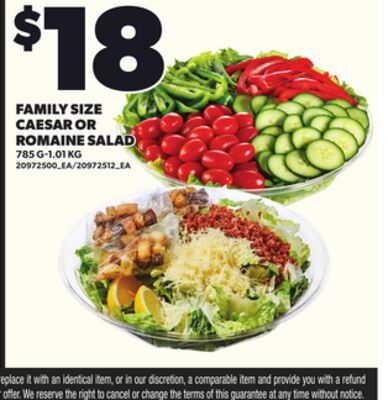 $18
FAMILY SIZE
CAESAR OR
ROMAINE SALAD
785 G-1.01 KG
20972500_EA/20972512_EA
replace it with an identical item, or in our discretion, a comparable item and provide you with a refund
offer. We reserve the right to cancel or change the terms of this guarantee at any time without notice.